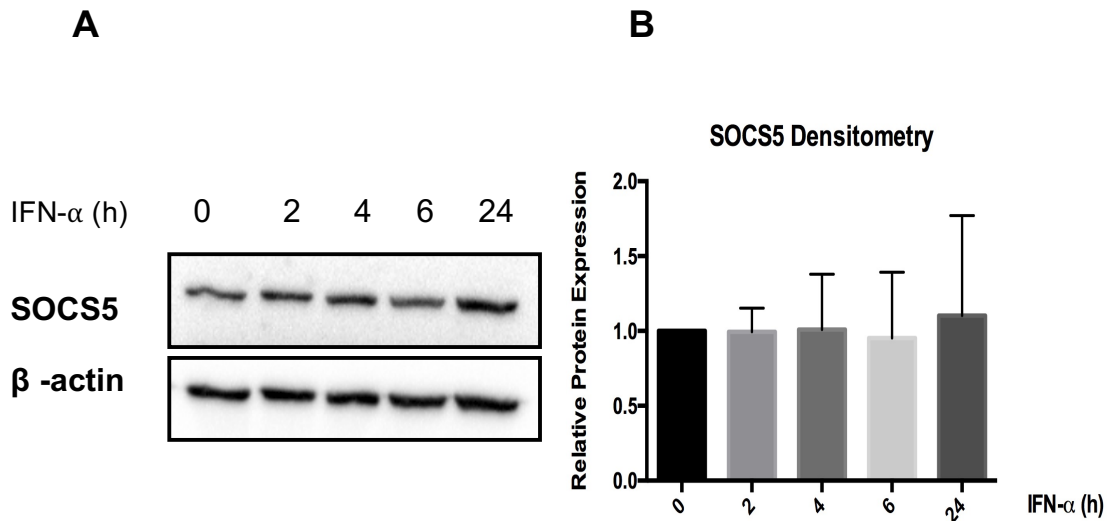 A
IFN-α (h) 0 2 4 6 24
SOCS5
β -actin
B
SOCS5 Densitometry
Relative Protein Expression
2.0
1.5
1.0
0.5
0.0
0 2 4 6 24 IFN-α (h)